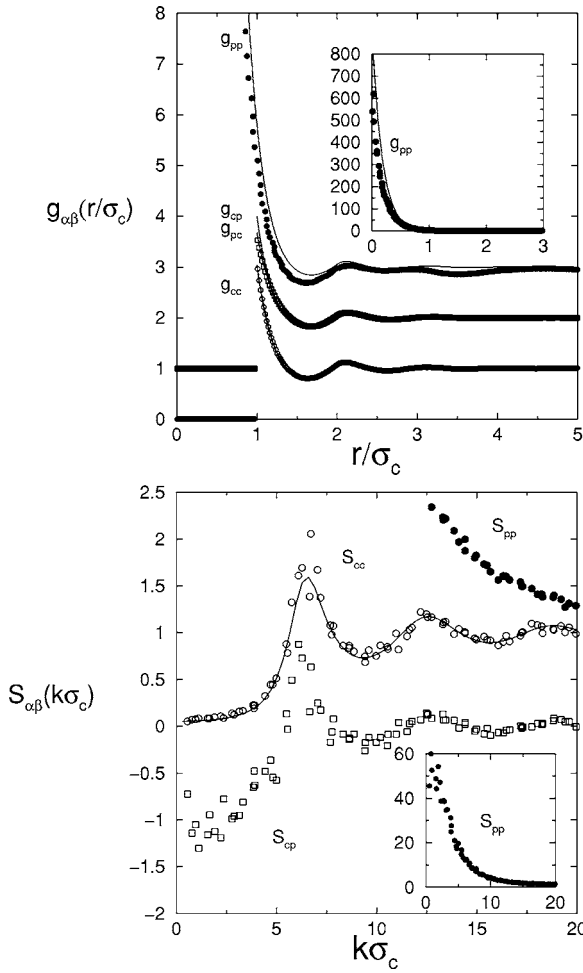 8
7
6
5
4
3
2
1
0
g_αβ(r/σ_c)
g_pp
g_cp
g_pc
g_cc
800
700
600
500
400
300
200
100
0
g_pp
0 1 2 3
0 1 2 3 4 5
r/σ_c
2.5
2
1.5
1
0.5
0
−0.5
−1
−1.5
−2
S_αβ(kσ_c)
S_pp
S_cc
S_cp
60
40
20
0
S_pp
0 5 10 15 20
0 5 10 15 20
kσ_c